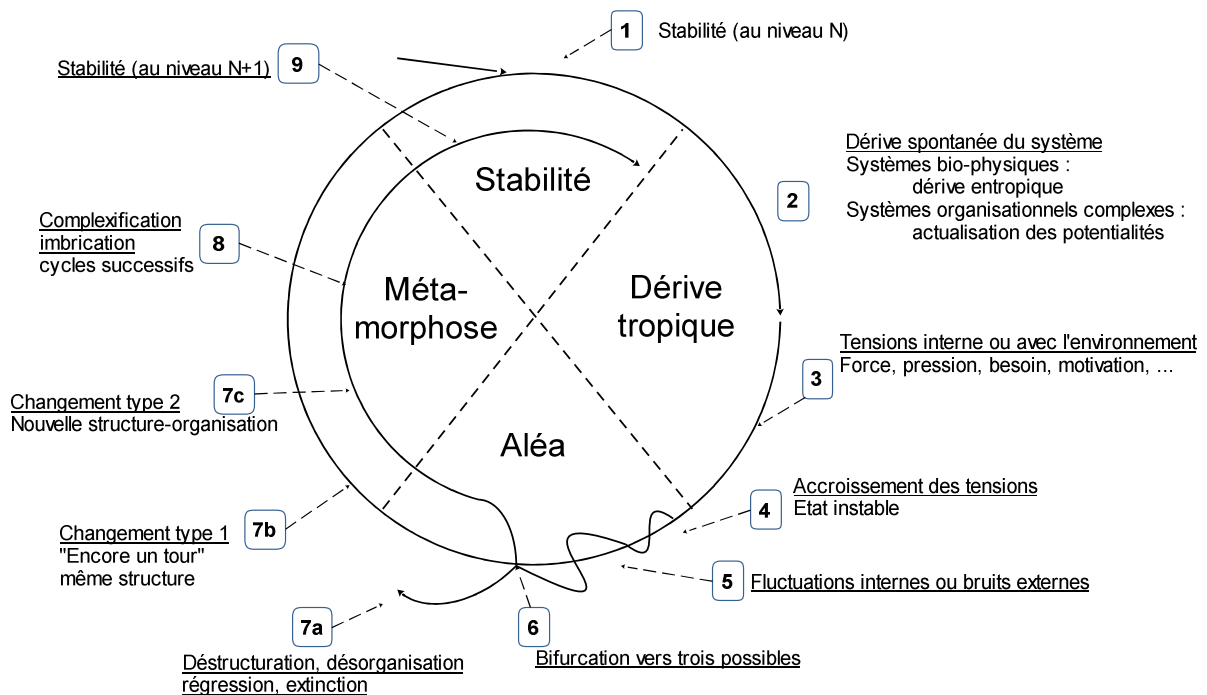 1
Stabilité (au niveau N)
Stabilité (au niveau N+1)
9
Stabilité
2
Dérive spontanée du système
Systèmes bio-physiques :
dérive entropique
Systèmes organisationnels complexes :
actualisation des potentialités
Complexification
imbrication
cycles successifs
8
Méta-
morphose
Dérive
tropique
3
Tensions interne ou avec l'environnement
Force, pression, besoin, motivation, ...
7c
Changement type 2
Nouvelle structure-organisation
Aléa
4
Accroissement des tensions
Etat instable
7b
Changement type 1
"Encore un tour"
même structure
5
Fluctuations internes ou bruits externes
7a
Déstructuration, désorganisation
régression, extinction
6
Bifurcation vers trois possibles